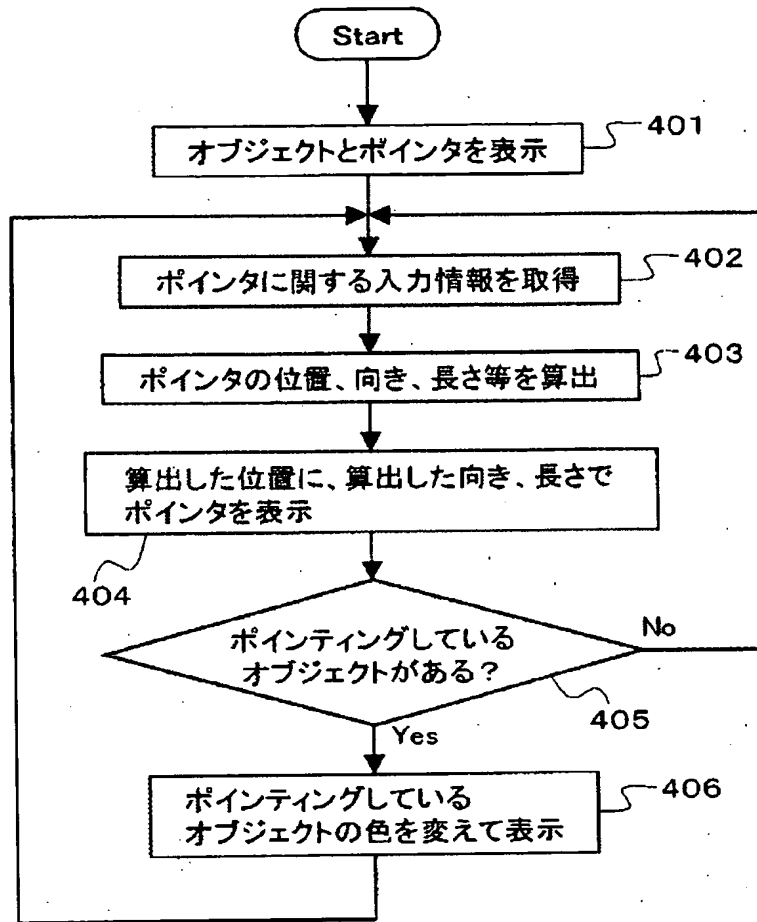 Start
オブジェクトとポインタを表示
401
ポインタに関する入力情報を取得
402
ポインタの位置、向き、長さ等を算出
403
算出した位置に、算出した向き、長さで
ポインタを表示
404
ポインティングしている
オブジェクトがある？
No
405
Yes
ポインティングしている
オブジェクトの色を変えて表示
406